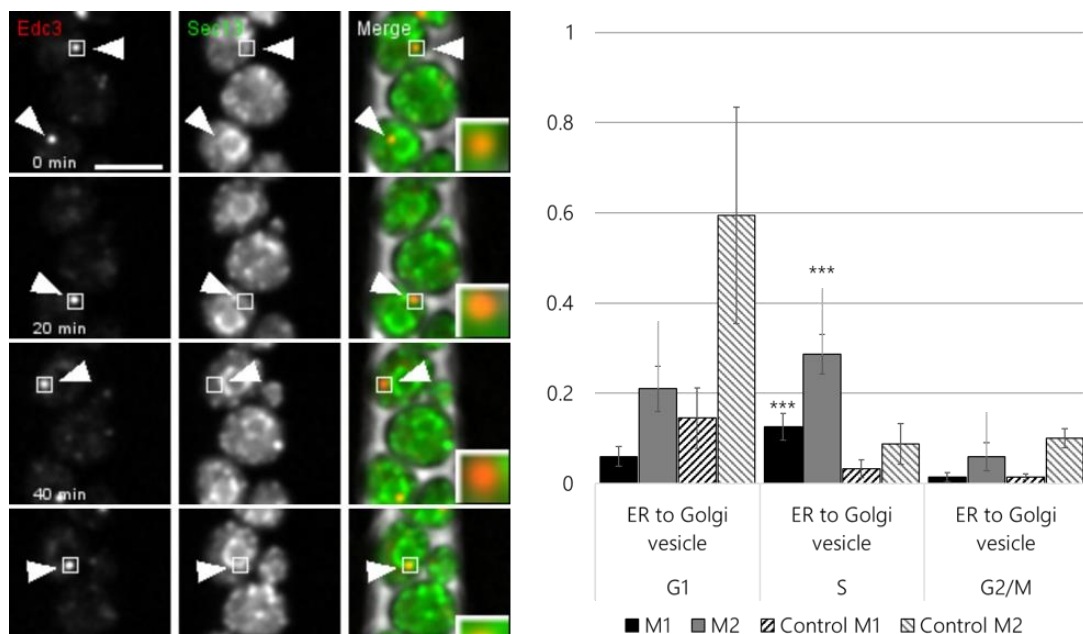 Edc3
Sec13
Merge
0 min
20 min
40 min
1
0.8
0.6
0.4
0.2
0
***
***
ER to Golgi
vesicle
ER to Golgi
vesicle
ER to Golgi
vesicle
G1
S
G2/M
M1
M2
Control M1
Control M2